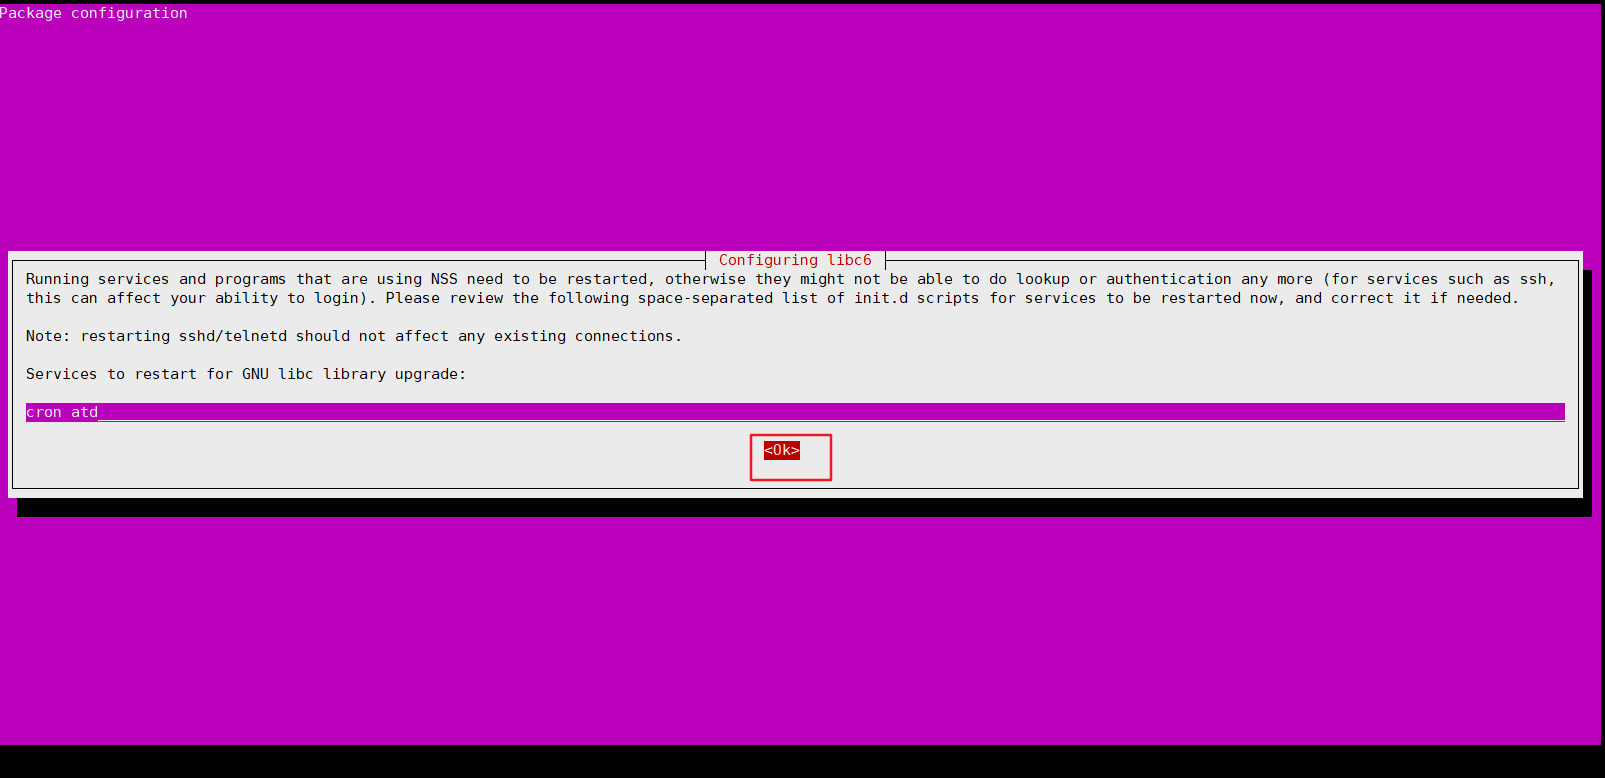 Package configuration
Configuring libc6
Running services and programs that are using NSS need to be restarted, otherwise they might not be able to do lookup or authentication any more (for services such as ssh,
this can affect your ability to login). Please review the following space-separated list of init.d scripts for services to be restarted now, and correct it if needed.
Note: restarting sshd/telnetd should not affect any existing connections.
Services to restart for GNU libc library upgrade:
cron atd
<Ok>